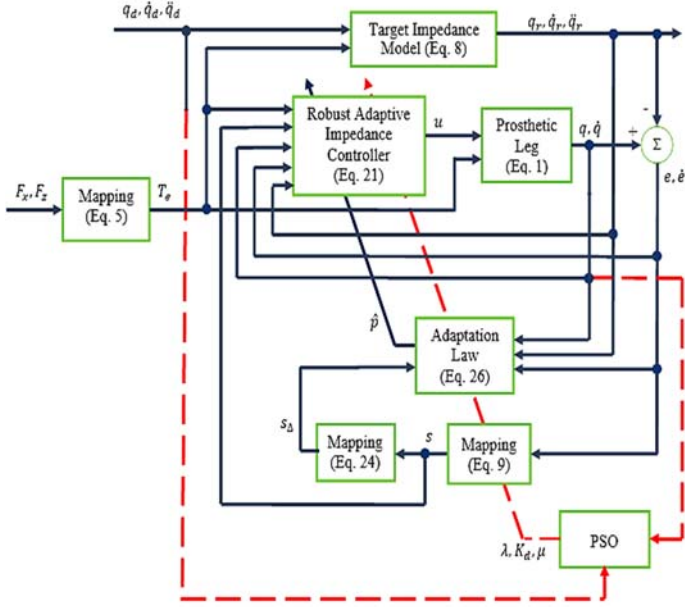 q_d, q̇_d, q̈_d
Target Impedance
Model (Eq. 8)
q_r, q̇_r, q̈_r
Robust Adaptive
Impedance
Controller
(Eq. 21)
u
Prosthetic
Leg
(Eq. 1)
q, q̇
-
+
Σ
e, ė
F_x, F_z
Mapping
(Eq. 5)
T_e
p̂
Adaptation
Law
(Eq. 26)
s_Δ
Mapping
(Eq. 24)
s
Mapping
(Eq. 9)
λ, K_d, μ
PSO